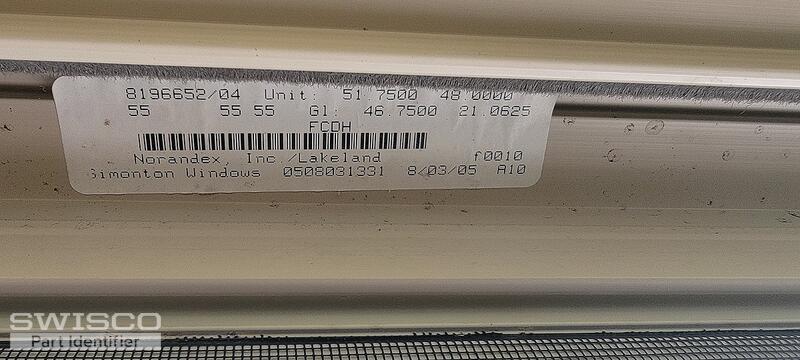 8196652/04 Unit: 51.7500 48.0000
55 55 55 Gl: 46.7500 21.0625
FCDH
Norandex, Inc./Lakeland f0010
Simonton Windows 0508031331 8/03/05 A10
SWISCO
Part Identifier